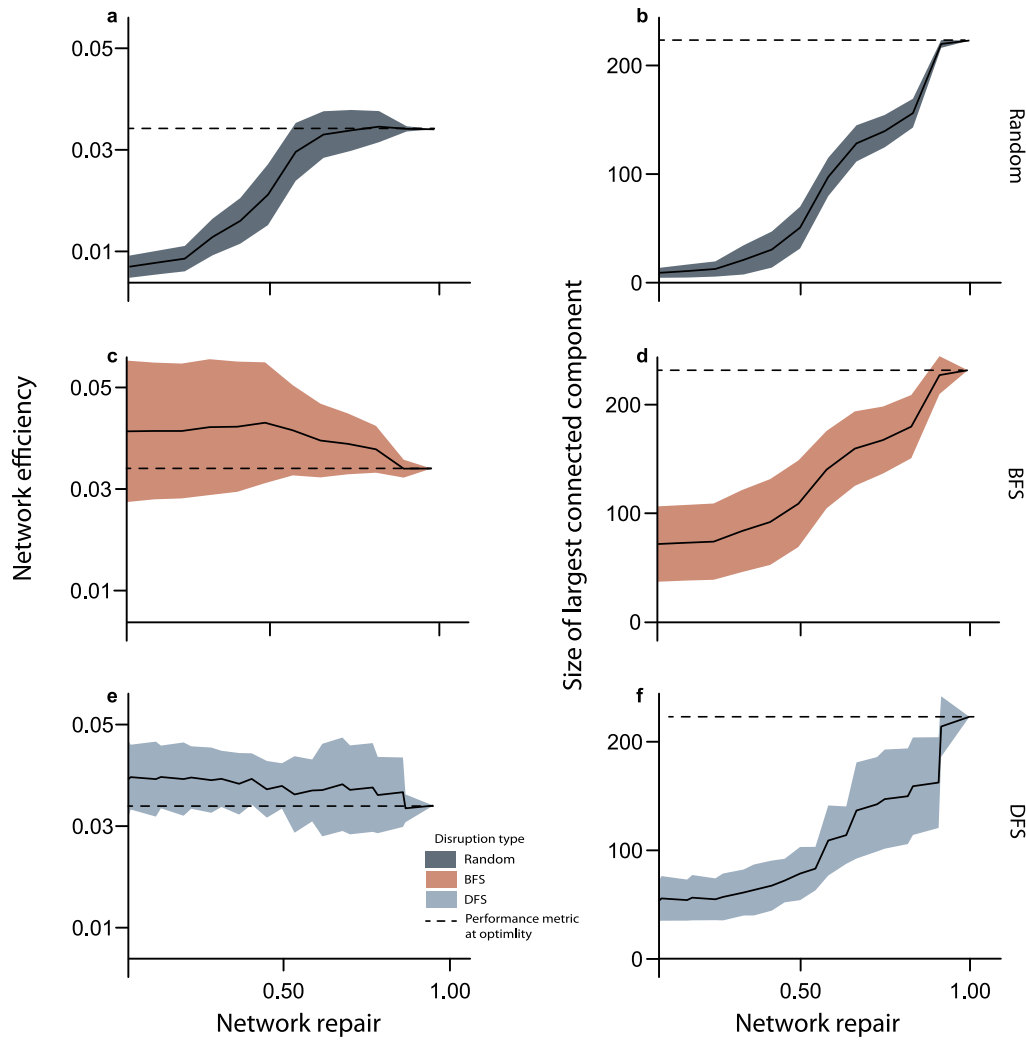 a
0.05
0.03
0.01
b
200
100
0
Random
c
0.05
0.03
0.01
d
200
100
0
BFS
e
0.05
0.03
0.01
0.50
1.00
f
200
100
0
0.50
1.00
DFS
Network efficiency
Size of largest connected component
Disruption type
Random
BFS
DFS
Performance metric
at optimlity
Network repair
Network repair